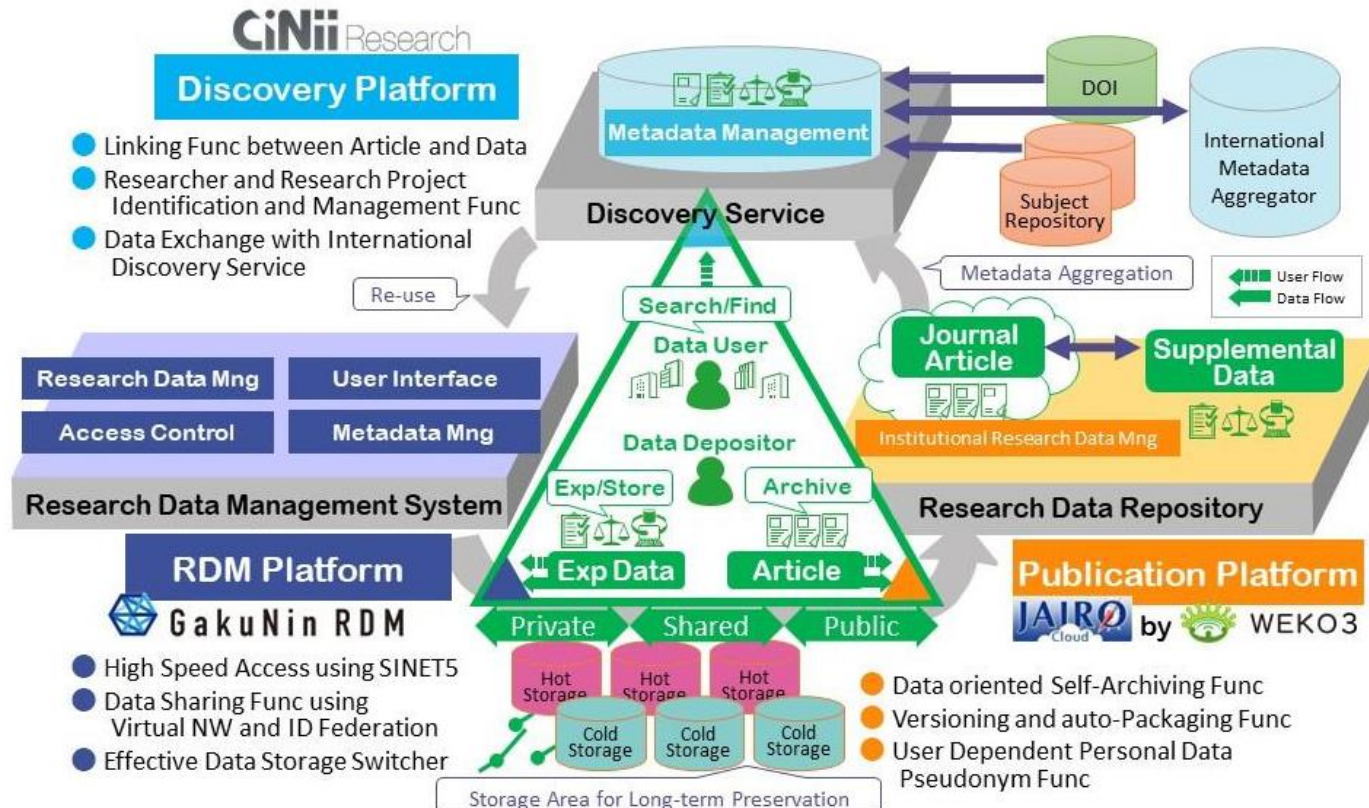 CiNii Research
Discovery Platform
Linking Func between Article and Data
Researcher and Research Project
Identification and Management Func
Data Exchange with International
Discovery Service
Re-use
Metadata Management
Discovery Service
DOI
Subject
Repository
International
Metadata
Aggregator
Metadata Aggregation
User Flow
Data Flow
Search/Find
Data User
Data Depositor
Exp/Store
Archive
Exp Data
Article
Journal
Article
Supplemental
Data
Institutional Research Data Mng
Research Data Repository
Research Data Mng
User Interface
Access Control
Metadata Mng
Research Data Management System
RDM Platform
GakuNin RDM
High Speed Access using SINET5
Data Sharing Func using
Virtual NW and ID Federation
Effective Data Storage Switcher
Private
Shared
Public
Hot
Storage
Hot
Storage
Hot
Storage
Cold
Storage
Cold
Storage
Cold
Storage
Storage Area for Long-term Preservation
Publication Platform
JAIRO
Cloud
by
WEKO3
Data oriented Self-Archiving Func
Versioning and auto-Packaging Func
User Dependent Personal Data
Pseudonym Func